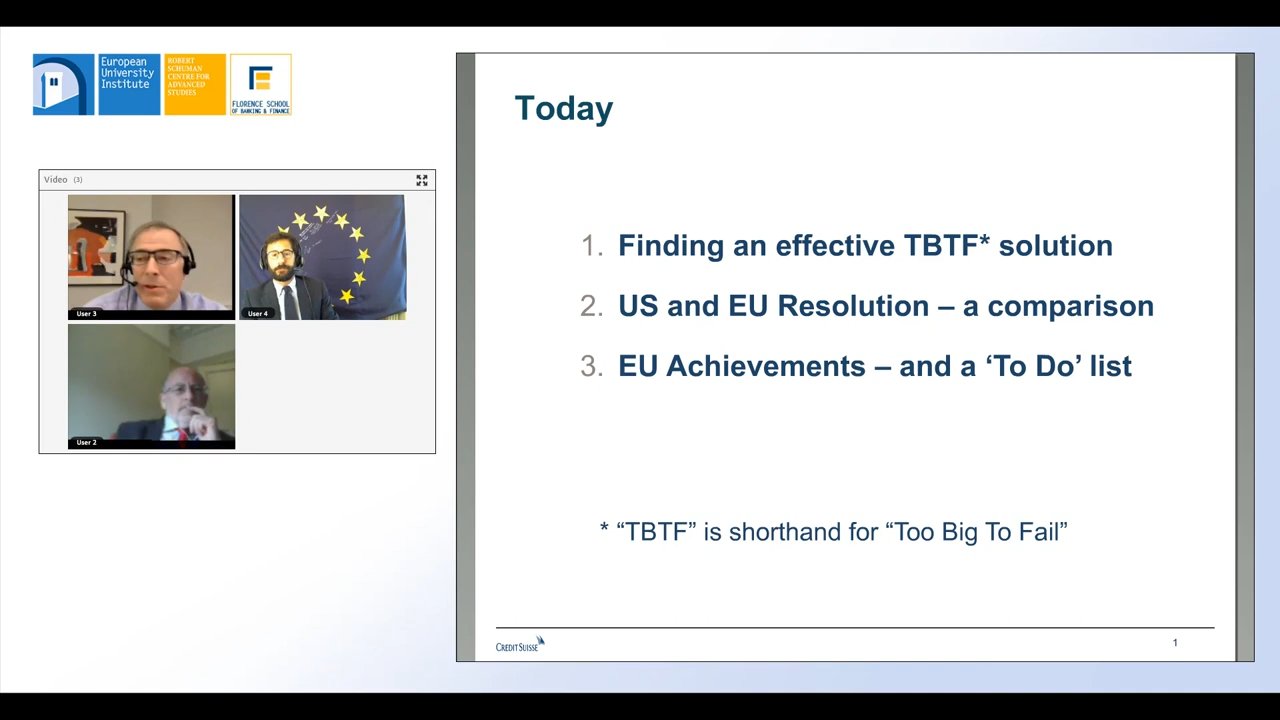 European
University
Institute
ROBERT
SCHUMAN
CENTRE FOR
ADVANCED
STUDIES
FLORENCE SCHOOL
OF BANKING & FINANCE
Video (3)
User 3
User 4
User 2
Today
1. Finding an effective TBTF* solution
2. US and EU Resolution – a comparison
3. EU Achievements – and a ‘To Do’ list
* “TBTF” is shorthand for “Too Big To Fail”
CREDIT SUISSE
1